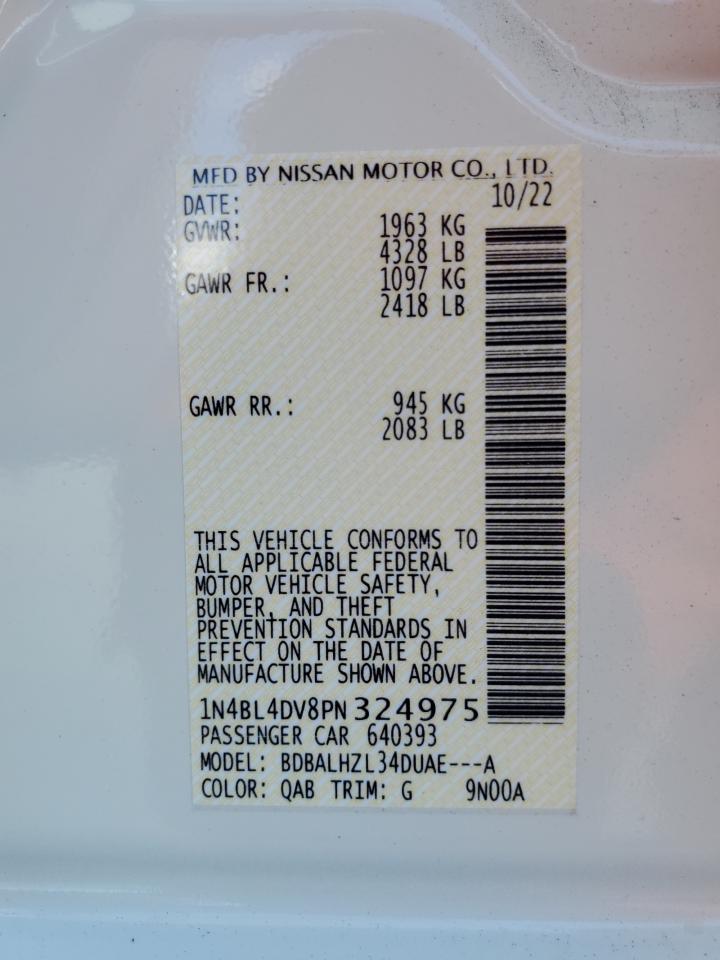 MFD BY NISSAN MOTOR CO., LTD.
DATE: 10/22
GVWR: 1963 KG
4328 LB
GAWR FR.: 1097 KG
2418 LB
GAWR RR.: 945 KG
2083 LB
THIS VEHICLE CONFORMS TO
ALL APPLICABLE FEDERAL
MOTOR VEHICLE SAFETY,
BUMPER, AND THEFT
PREVENTION STANDARDS IN
EFFECT ON THE DATE OF
MANUFACTURE SHOWN ABOVE.
1N4BL4DV8PN 324975
PASSENGER CAR 640393
MODEL: BDBALHZL34DUAE---A
COLOR: QAB TRIM: G 9N00A